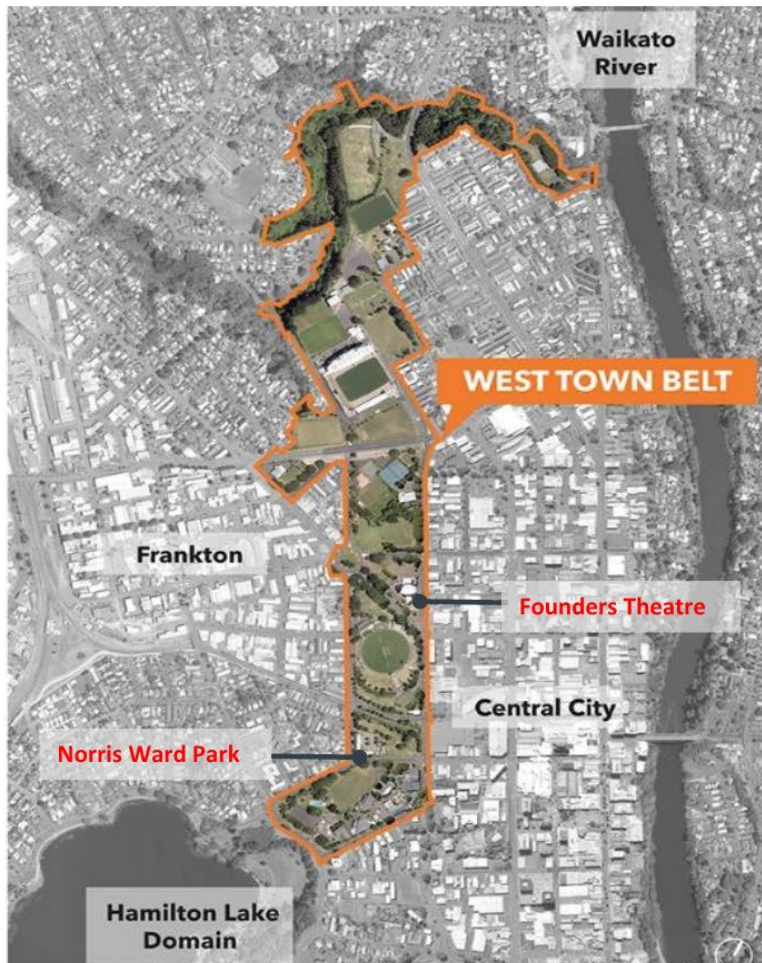 Waikato
River
WEST TOWN BELT
Frankton
Founders Theatre
Central City
Norris Ward Park
Hamilton Lake
Domain